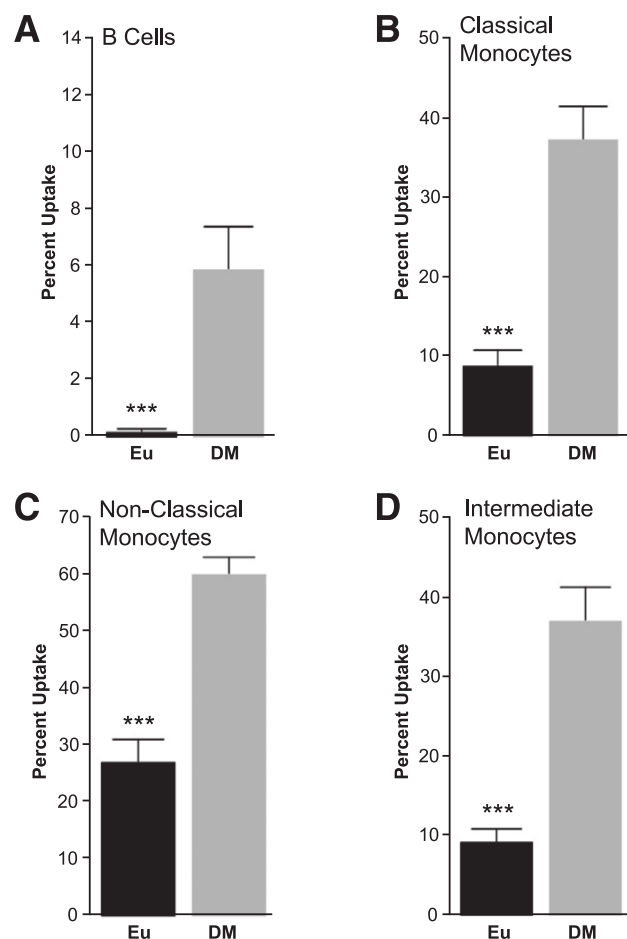 A
B Cells
Percent Uptake
14
12
10
8
6
4
2
0
***
Eu
DM
B
Classical
Monocytes
Percent Uptake
50
40
30
20
10
0
***
Eu
DM
C
Non-Classical
Monocytes
Percent Uptake
70
60
50
40
30
20
10
0
***
Eu
DM
D
Intermediate
Monocytes
Percent Uptake
50
40
30
20
10
0
***
Eu
DM